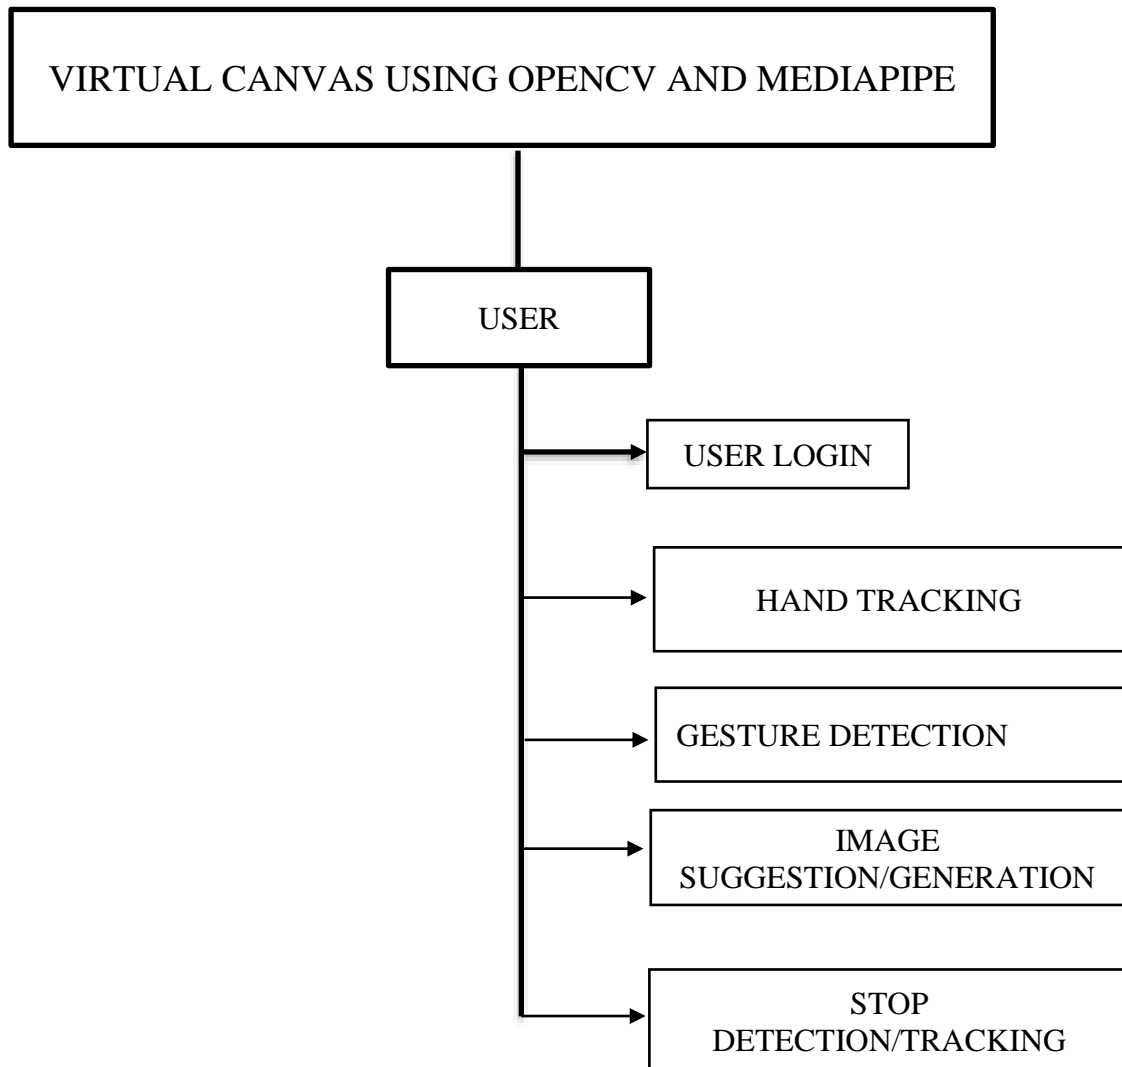 VIRTUAL CANVAS USING OPENCV AND MEDIAPIPE
USER
USER LOGIN
HAND TRACKING
GESTURE DETECTION
IMAGE
SUGGESTION/GENERATION
STOP
DETECTION/TRACKING